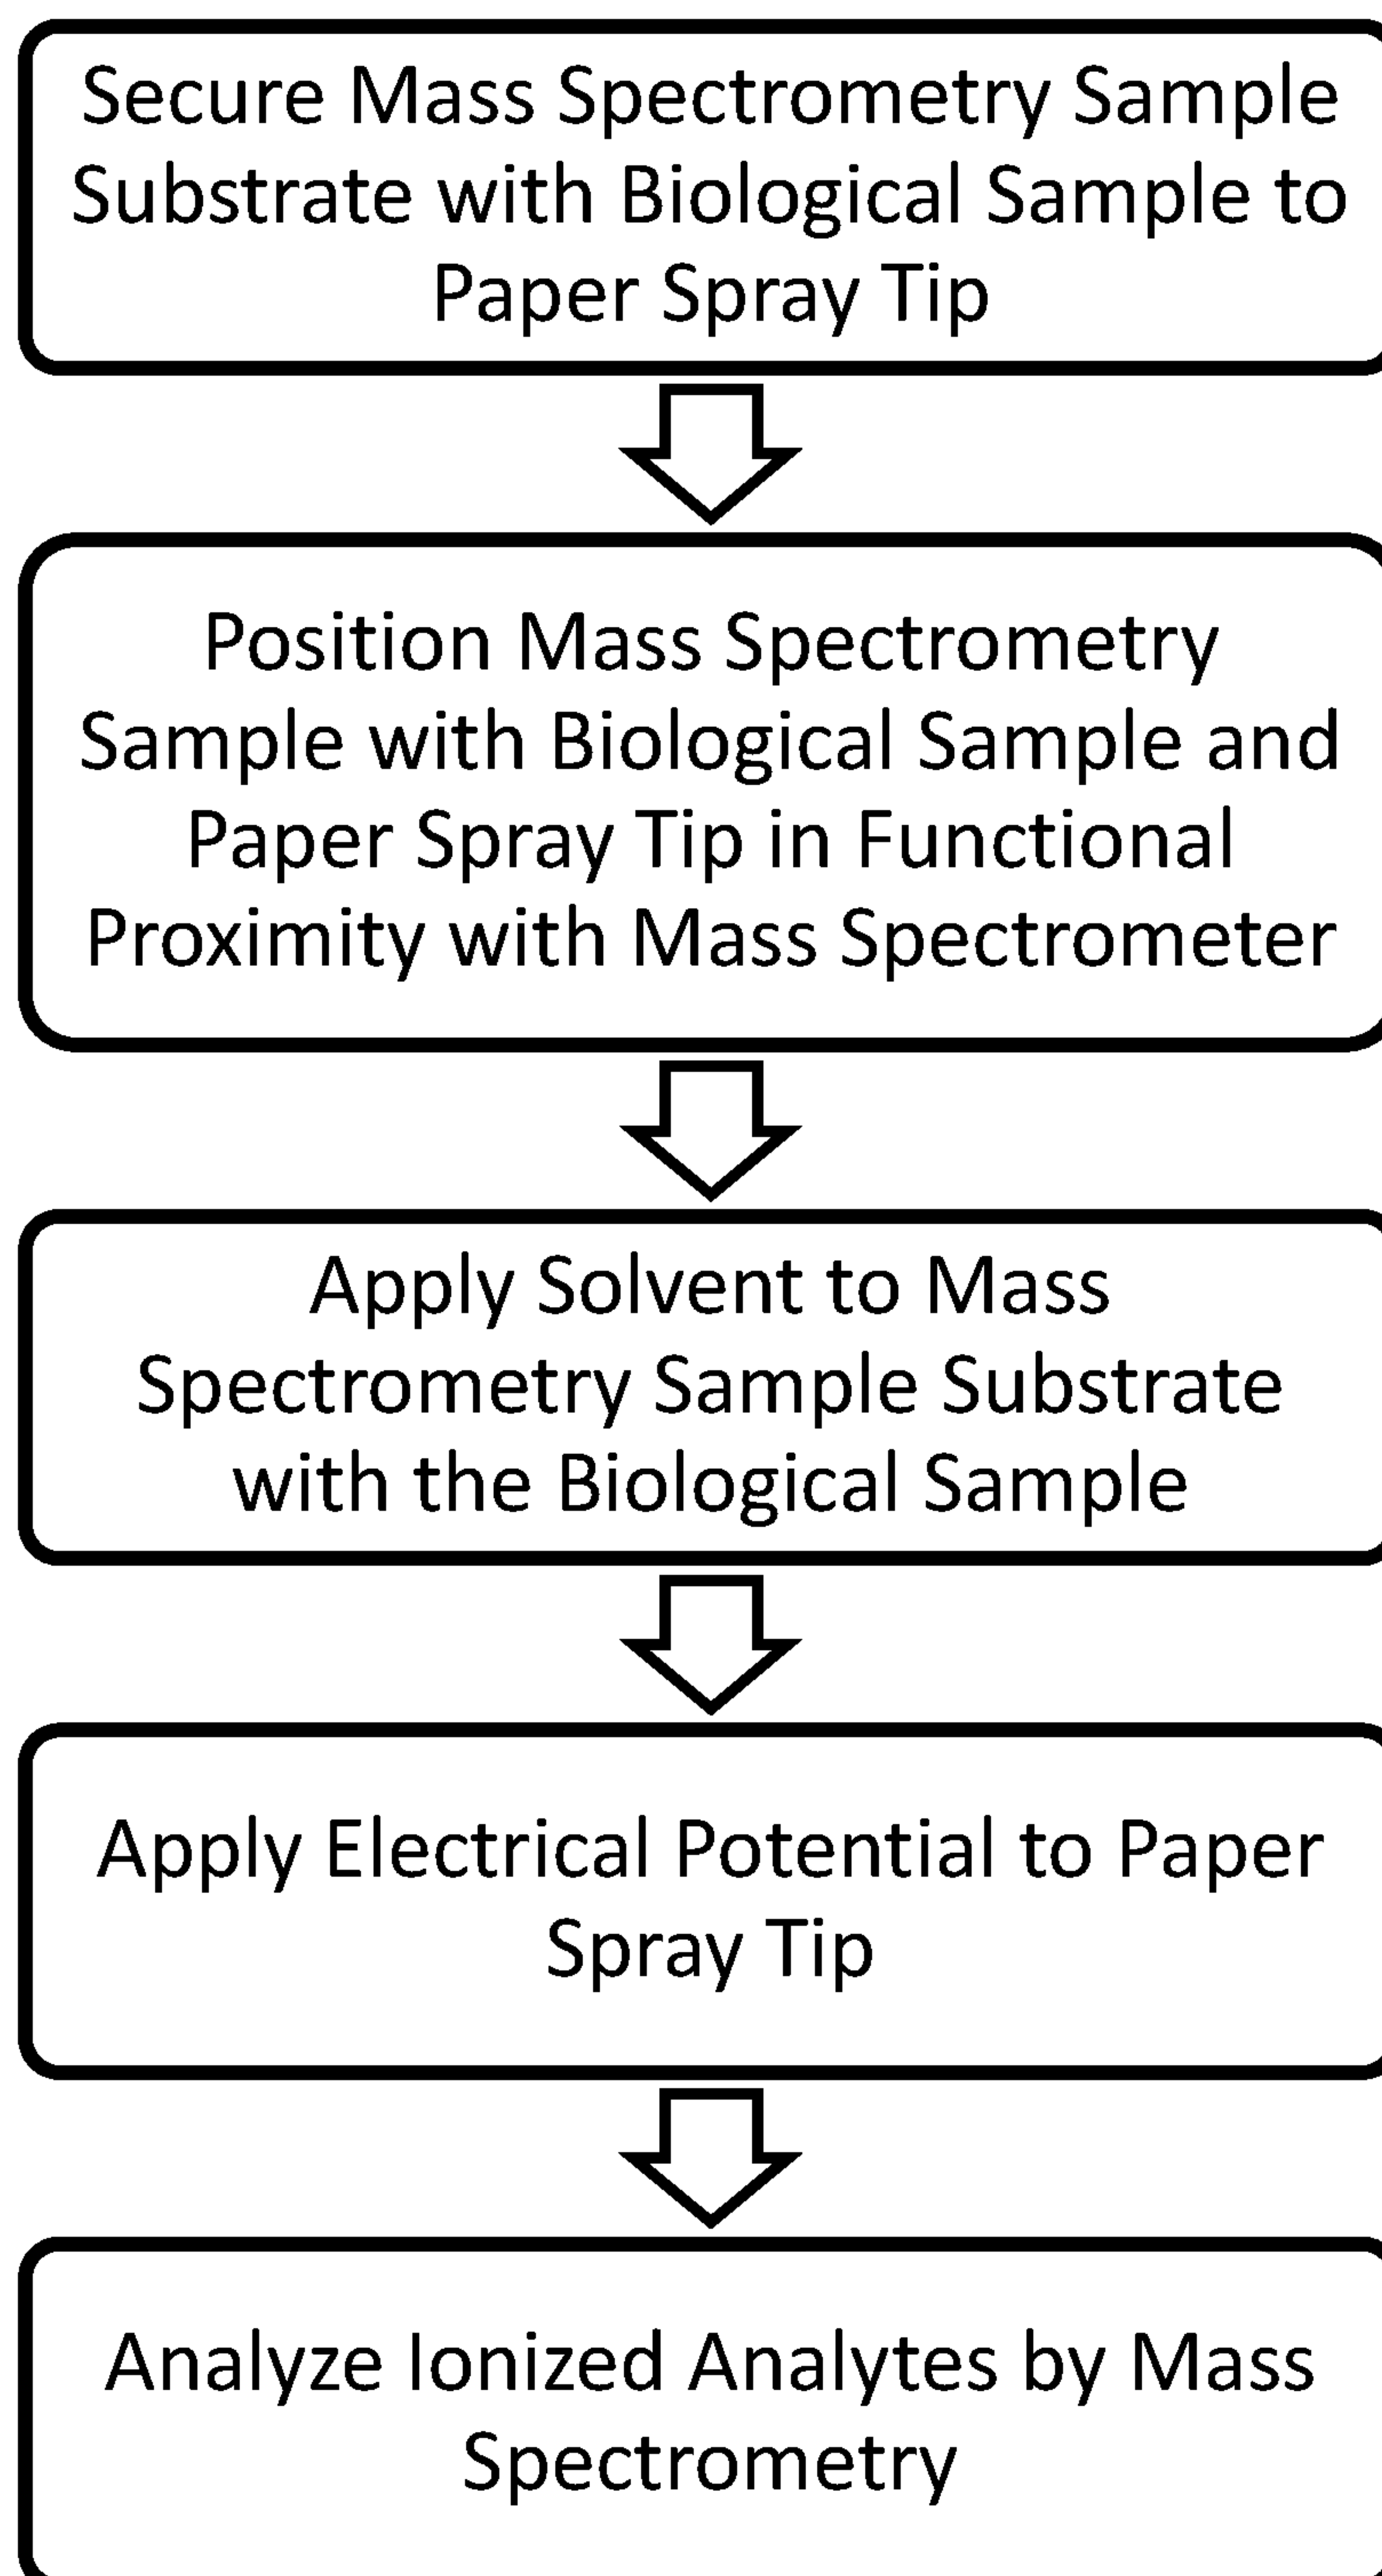 Secure Mass Spectrometry Sample
Substrate with Biological Sample to
Paper Spray Tip
Position Mass Spectrometry
Sample with Biological Sample and
Paper Spray Tip in Functional
Proximity with Mass Spectrometer
Apply Solvent to Mass
Spectrometry Sample Substrate
with the Biological Sample
Apply Electrical Potential to Paper
Spray Tip
Analyze Ionized Analytes by Mass
Spectrometry